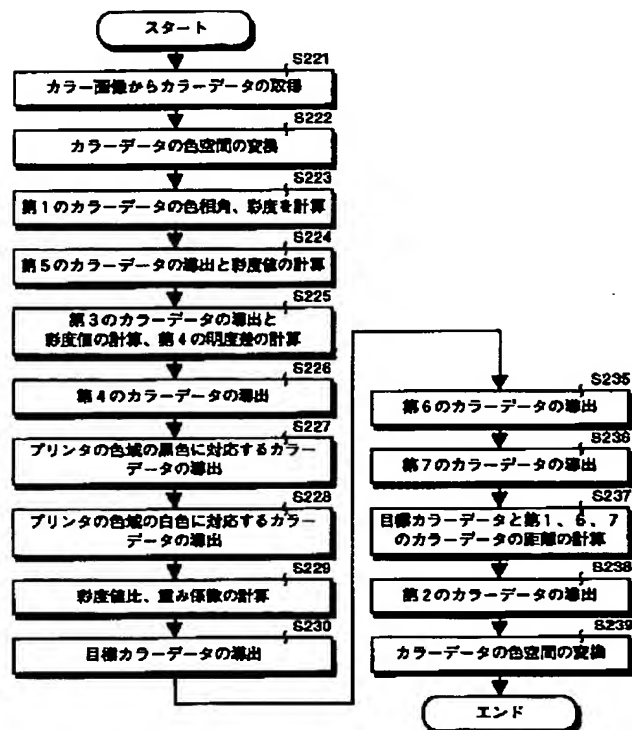 スタート
S221
カラー画像からカラーデータの取得
S222
カラーデータの色空間の変換
S223
第1のカラーデータの色相角、彩度を計算
S224
第5のカラーデータの導出と彩度値の計算
S225
第3のカラーデータの導出と
彩度値の計算、第4の明度差の計算
S226
第4のカラーデータの導出
S227
プリンタの色域の黒色に対応するカラー
データの導出
S228
プリンタの色域の白色に対応するカラー
データの導出
S229
彩度値比、重み係数の計算
S230
目標カラーデータの導出
S235
第6のカラーデータの導出
S236
第7のカラーデータの導出
S237
目標カラーデータと第1、6、7
のカラーデータの距離の計算
S238
第2のカラーデータの導出
S239
カラーデータの色空間の変換
エンド